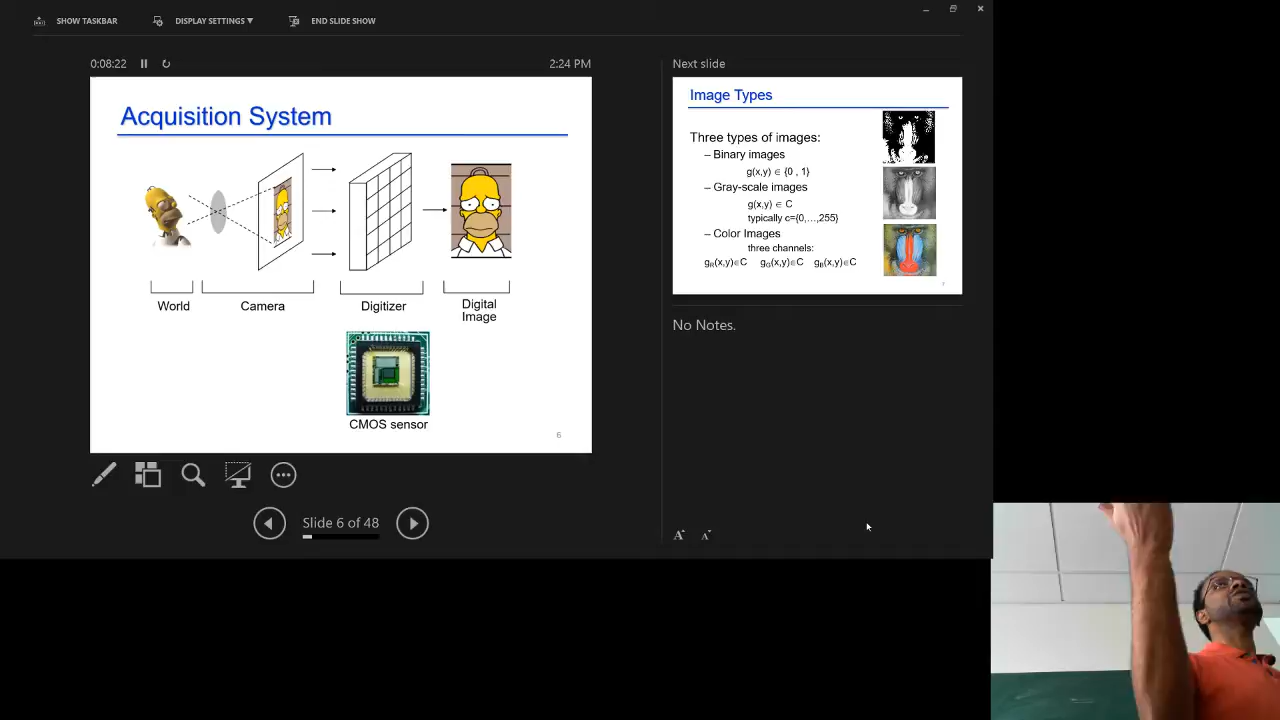 SHOW TASKBAR
DISPLAY SETTINGS ▼
END SLIDE SHOW
0:08:22
2:24 PM
Acquisition System
World
Camera
Digitizer
Digital
Image
CMOS sensor
6
Slide 6 of 48
Next slide
Image Types
Three types of images:
– Binary images
g(x,y) ∈ {0 , 1}
– Gray-scale images
g(x,y) ∈ C
typically c={0,…,255}
– Color Images
three channels:
gR(x,y)∈C gG(x,y)∈C gB(x,y)∈C
7
No Notes.
A A